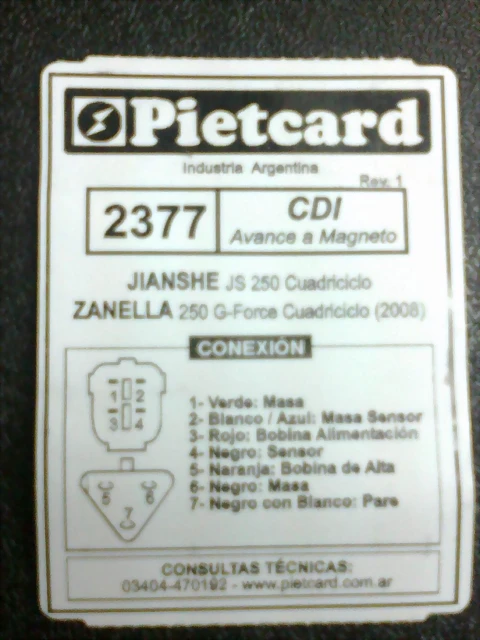 Pietcard
Industria Argentina
Rev. 1
2377
CDI
Avance a Magneto
JIANSHE JS 250 Cuadriciclo
ZANELLA 250 G-Force Cuadriciclo (2008)
CONEXIÓN
1 2
3 4
5 6
7
1- Verde: Masa
2- Blanco / Azul: Masa Sensor
3- Rojo: Bobina Alimentación
4- Negro: Sensor
5- Naranja: Bobina de Alta
6- Negro: Masa
7- Negro con Blanco: Pare
CONSULTAS TÉCNICAS:
03404-470192 - www.pietcard.com.ar